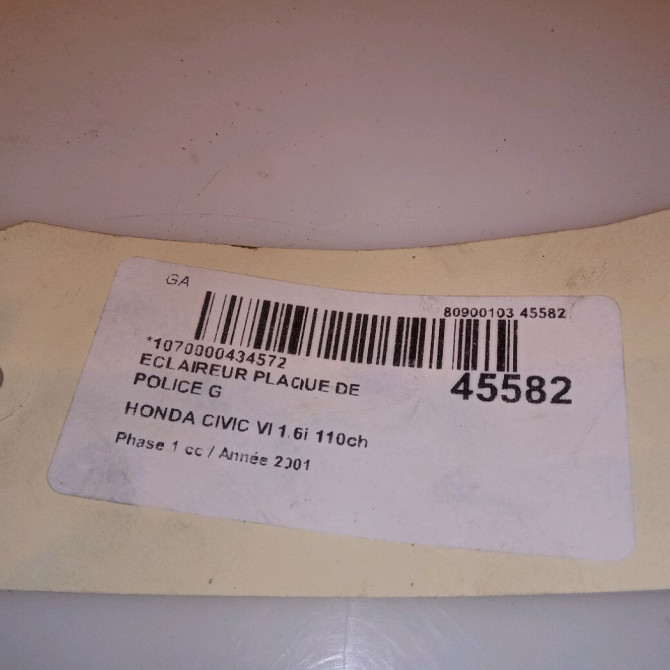 GA
80900103 45582
*1070000434572
45582
ECLAIREUR PLAQUE DE
POLICE G
HONDA CIVIC VI 1.6i 110ch
Phase 1 cc / Année 2001